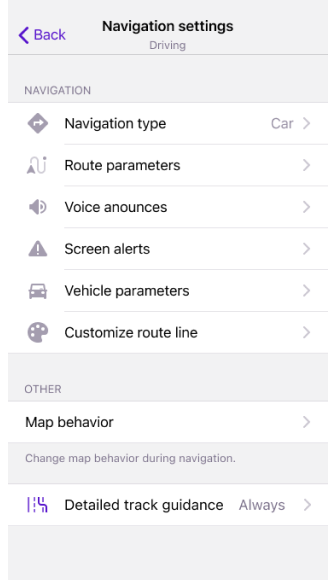 Back
Navigation settings
Driving
NAVIGATION
Navigation type Car
Route parameters
Voice anounces
Screen alerts
Vehicle parameters
Customize route line
OTHER
Map behavior
Change map behavior during navigation.
Detailed track guidance Always